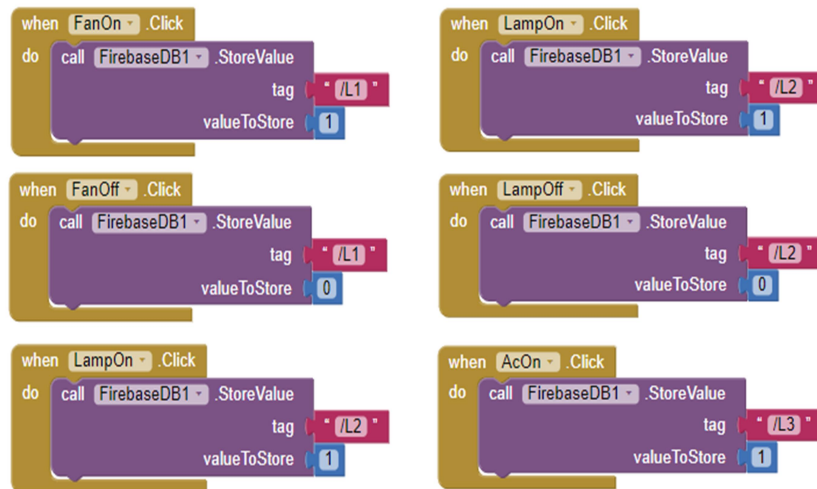 when FanOn .Click
do call FirebaseDB1 .StoreValue
tag " /L1 "
valueToStore 1
when LampOn .Click
do call FirebaseDB1 .StoreValue
tag " /L2 "
valueToStore 1
when FanOff .Click
do call FirebaseDB1 .StoreValue
tag " /L1 "
valueToStore 0
when LampOff .Click
do call FirebaseDB1 .StoreValue
tag " /L2 "
valueToStore 0
when LampOn .Click
do call FirebaseDB1 .StoreValue
tag " /L2 "
valueToStore 1
when AcOn .Click
do call FirebaseDB1 .StoreValue
tag " /L3 "
valueToStore 1